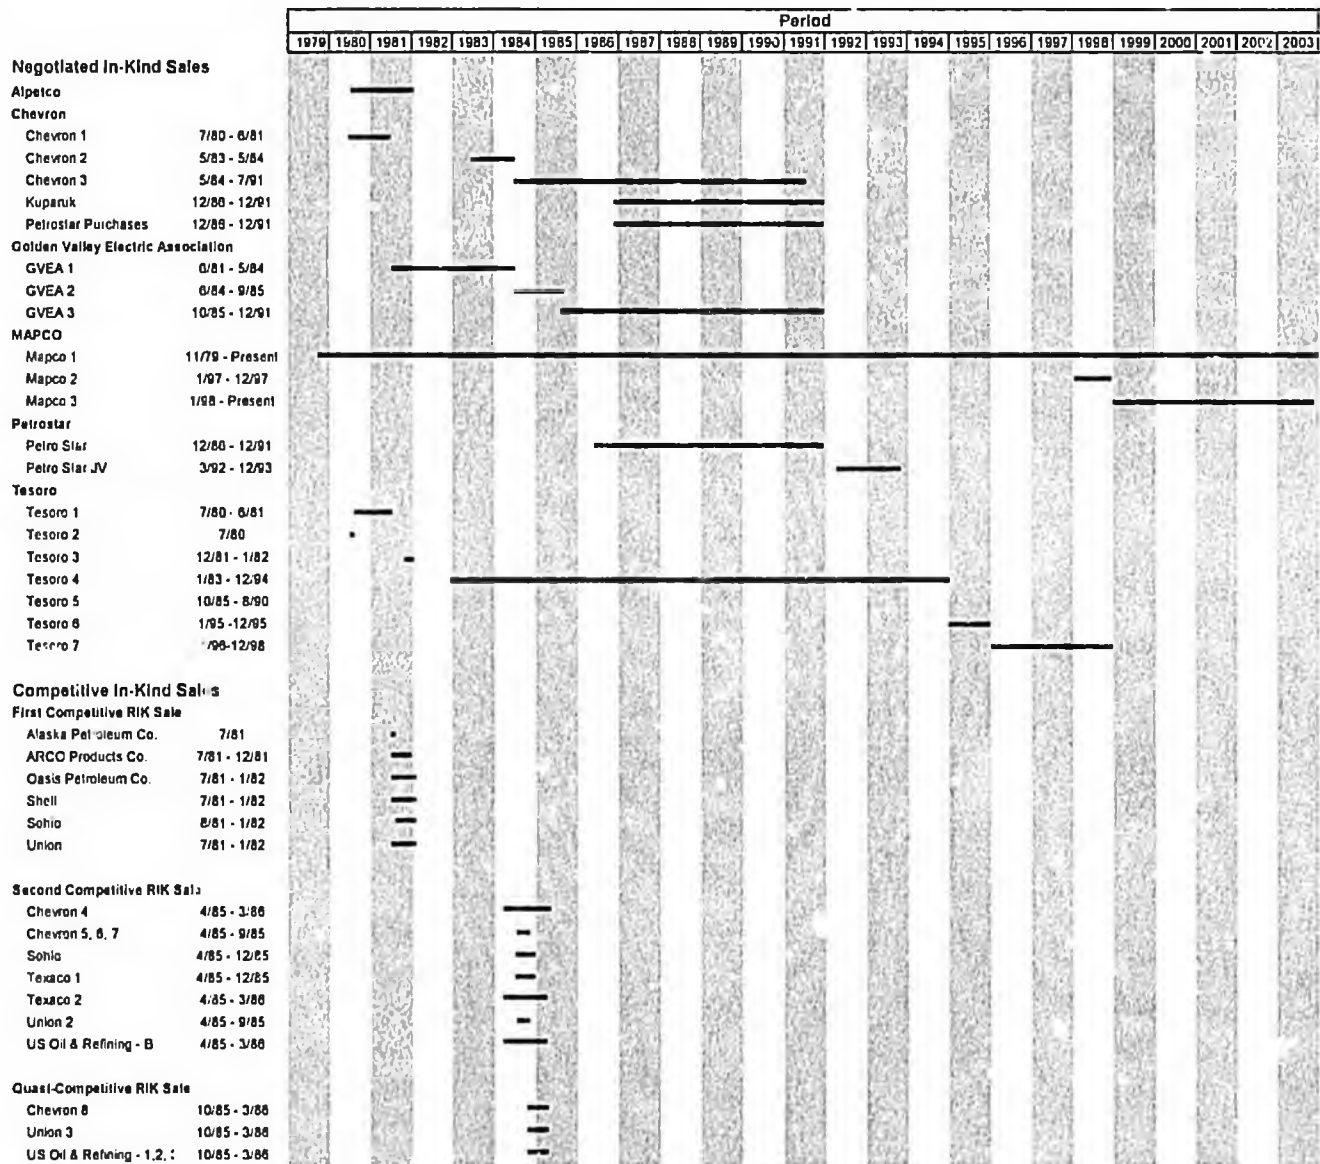 Period
1979 1980 1981 1982 1983 1984 1985 1986 1987 1988 1989 1990 1991 1992 1993 1994 1995 1996 1997 1998 1999 2000 2001 2002 2003
Negotiated In-Kind Sales
Alpetco
Chevron
Chevron 1 7/80 - 6/81
Chevron 2 5/83 - 5/84
Chevron 3 5/84 - 7/91
Kuparuk 12/86 - 12/91
Petrostar Purchases 12/86 - 12/91
Golden Valley Electric Association
GVEA 1 6/81 - 5/84
GVEA 2 6/84 - 9/85
GVEA 3 10/85 - 12/91
MAPCO
Mapco 1 11/79 - Present
Mapco 2 1/97 - 12/97
Mapco 3 1/98 - Present
Petrostar
Petro Star 12/86 - 12/91
Petro Star JV 3/92 - 12/93
Tesoro
Tesoro 1 7/80 - 6/81
Tesoro 2 7/80
Tesoro 3 12/81 - 1/82
Tesoro 4 1/83 - 12/94
Tesoro 5 10/85 - 8/90
Tesoro 6 1/95 -12/95
Tesoro 7 /96-12/98
Competitive In-Kind Sales
First Competitive RIK Sale
Alaska Petroleum Co. 7/81
ARCO Products Co. 7/81 - 12/81
Oasis Petroleum Co. 7/81 - 1/82
Shell 7/81 - 1/82
Sohio 8/81 - 1/82
Union 7/81 - 1/82
Second Competitive RIK Sale
Chevron 4 4/85 - 3/86
Chevron 5, 6, 7 4/85 - 9/85
Sohio 4/85 - 12/85
Texaco 1 4/85 - 12/85
Texaco 2 4/85 - 3/86
Union 2 4/85 - 9/85
US Oil & Refining - B 4/85 - 3/86
Quasi-Competitive RIK Sale
Chevron 8 10/85 - 3/86
Union 3 10/85 - 3/86
US Oil & Refining - 1,2, 10/85 - 3/86